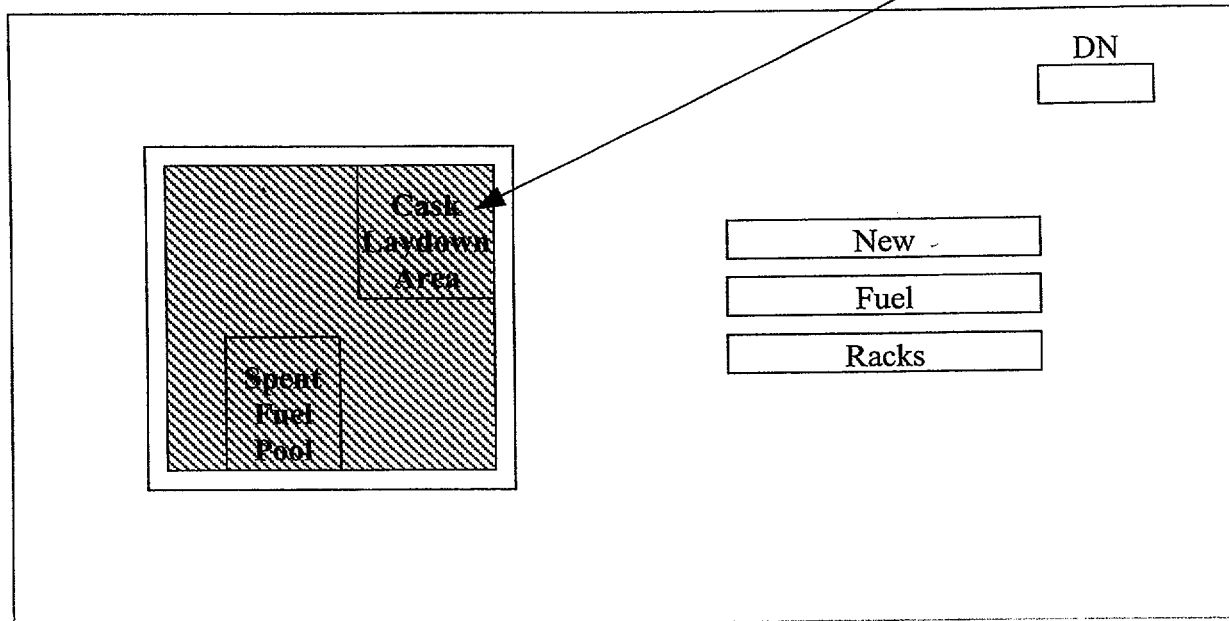 DN
Cask
Laydown
Area
New
Fuel
Racks
Spent
Fuel
Pool